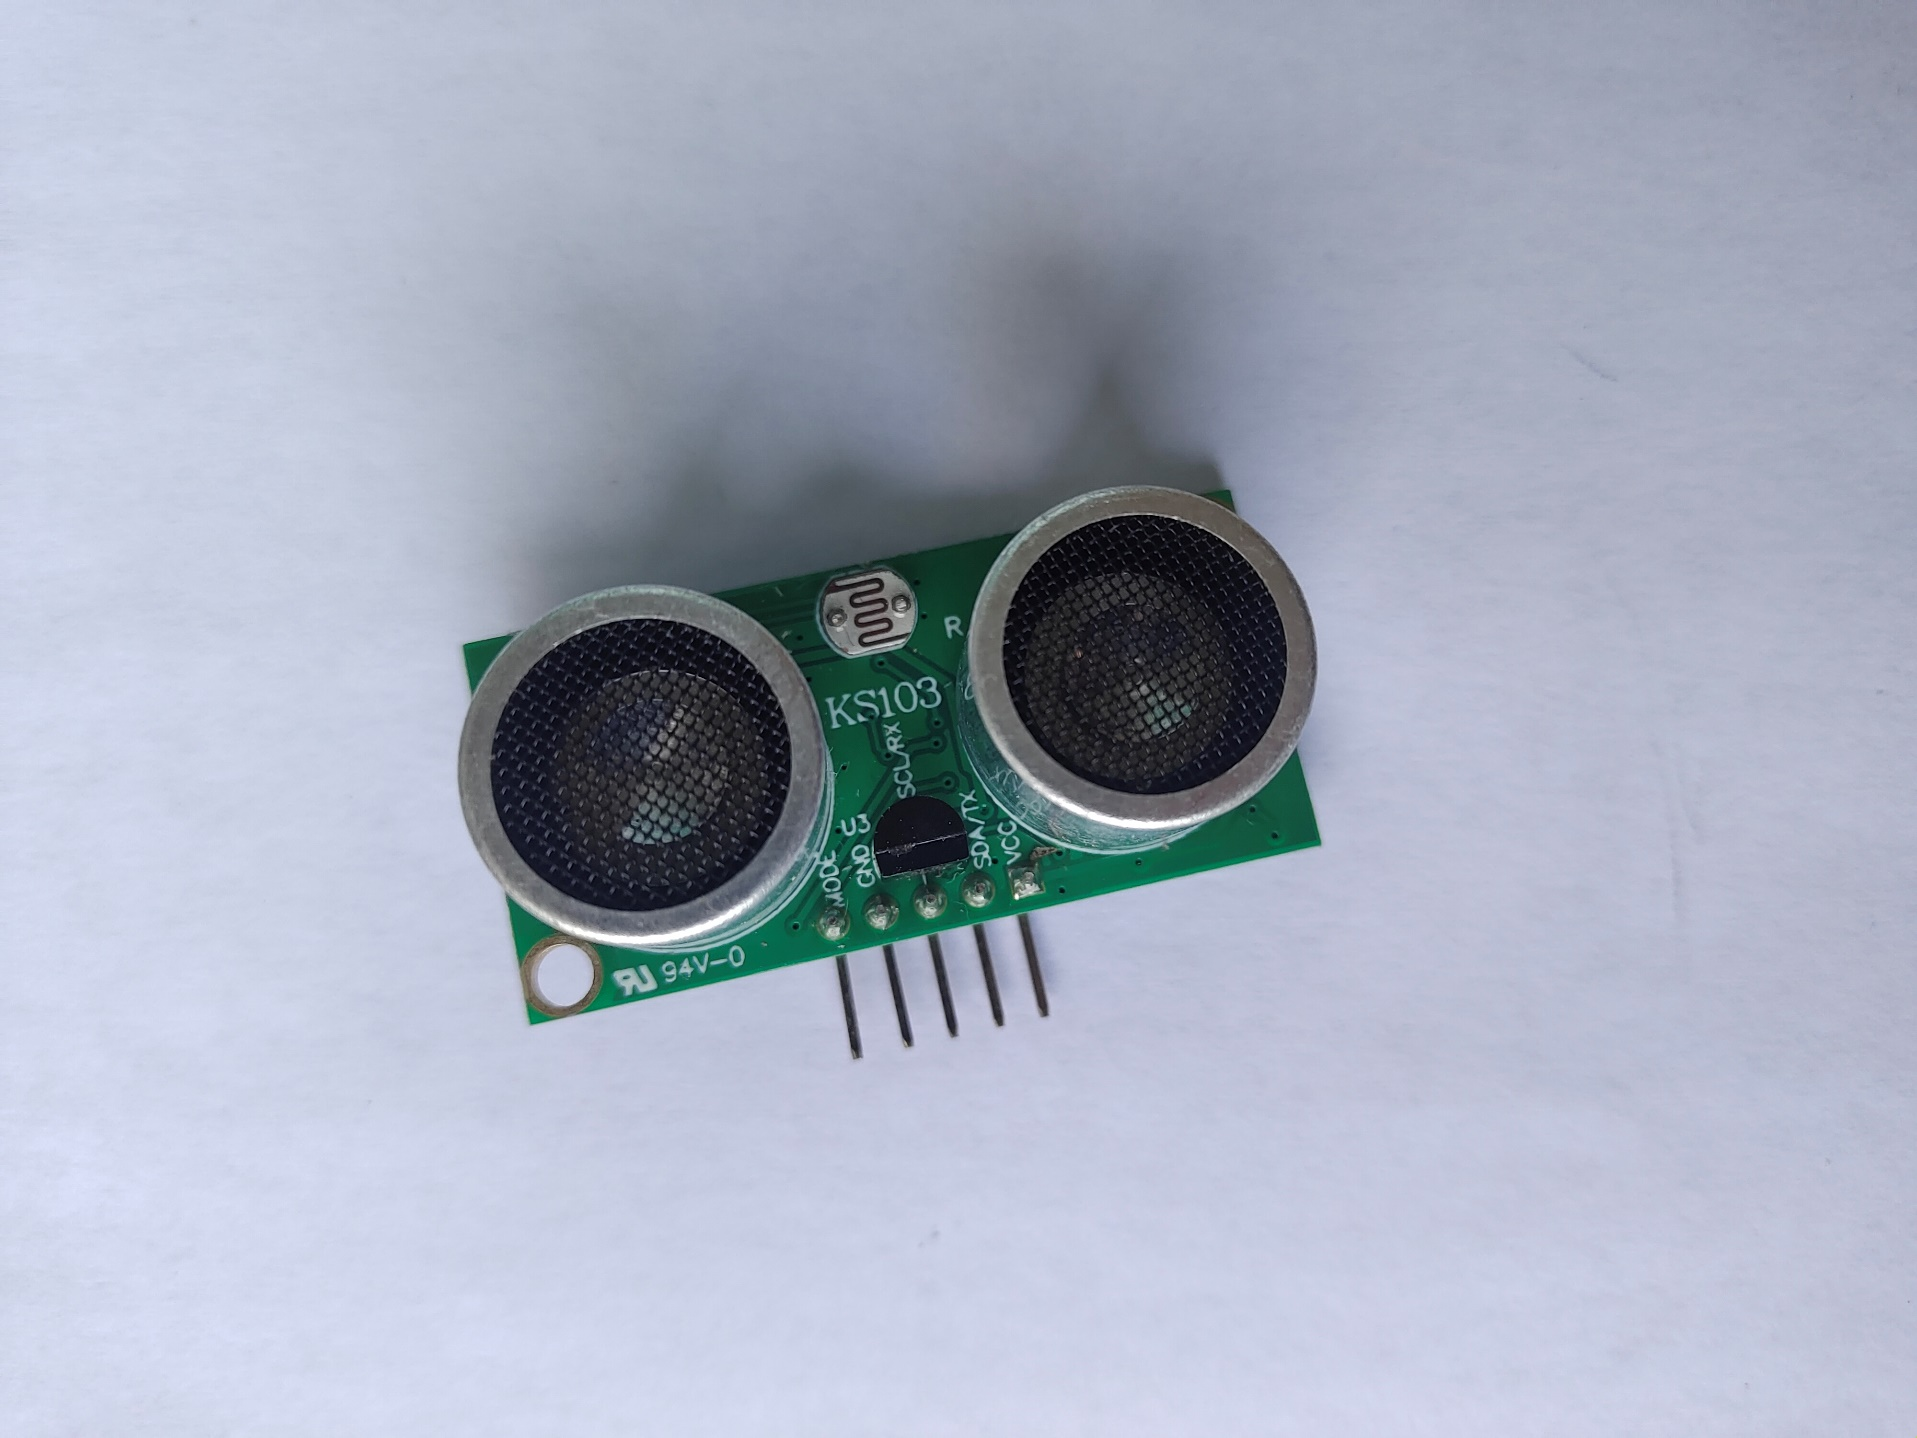 R
KS103
SCL/RX
U3
MODE
GND
SDA/TX
VCC
94V-0